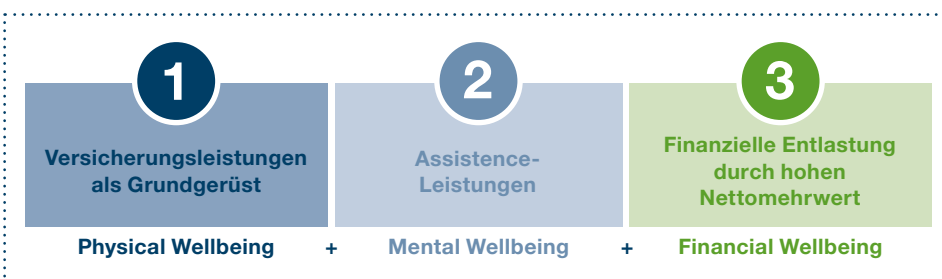 1
Versicherungsleistungen
als Grundgerüst
2
Assistence-
Leistungen
3
Finanzielle Entlastung
durch hohen
Nettomehrwert
Physical Wellbeing + Mental Wellbeing + Financial Wellbeing